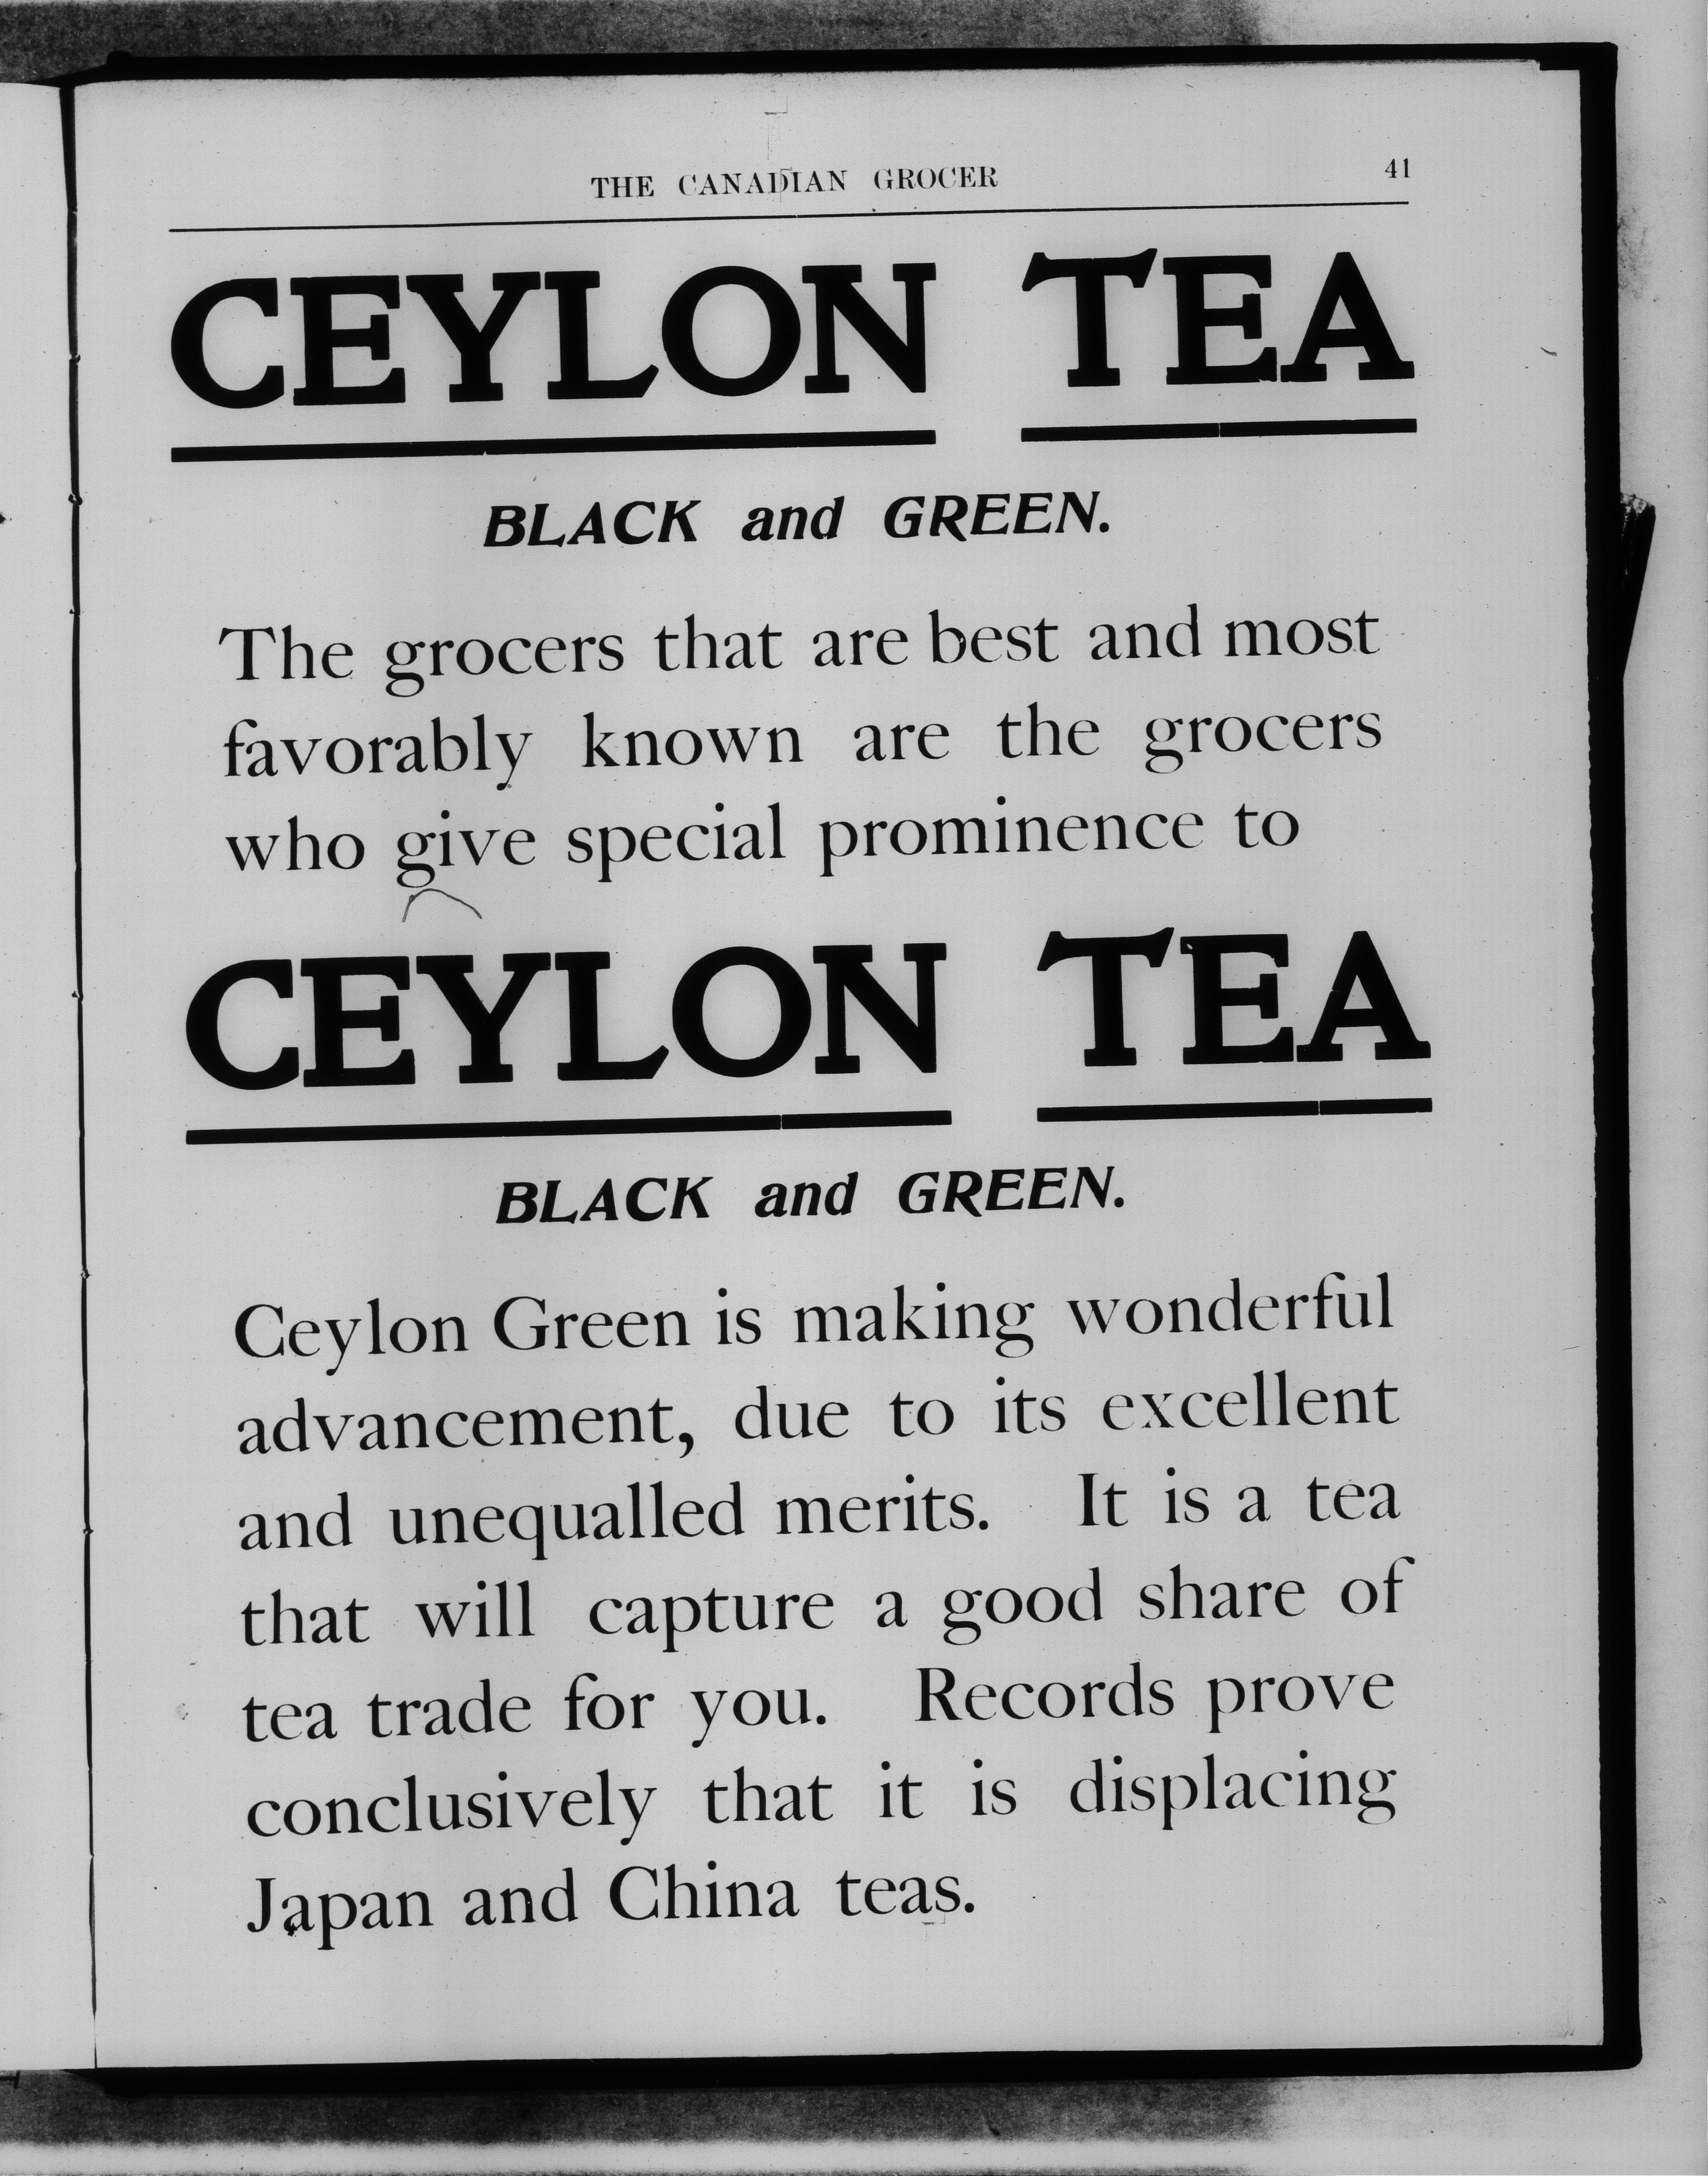 THE CANADIAN GROCER 41
CEYLON TEA
BLACK and GREEN.
The grocers that are best and most
favorably known are the grocers
who give special prominence to
CEYLON TEA
BLACK and GREEN.
Ceylon Green is making wonderful
advancement, due to its excellent
and unequalled merits. It is a tea
that will capture a good share of
tea trade for you. Records prove
conclusively that it is displacing
Japan and China teas.